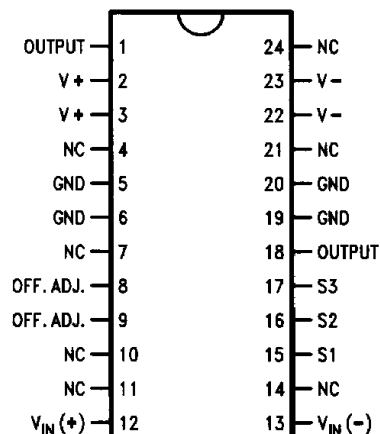 OUTPUT 1 24 NC
V+ 2 23 V-
V+ 3 22 V-
NC 4 21 NC
GND 5 20 GND
GND 6 19 GND
NC 7 18 OUTPUT
OFF. ADJ. 8 17 S3
OFF. ADJ. 9 16 S2
NC 10 15 S1
NC 11 14 NC
VIN (+) 12 13 VIN (-)